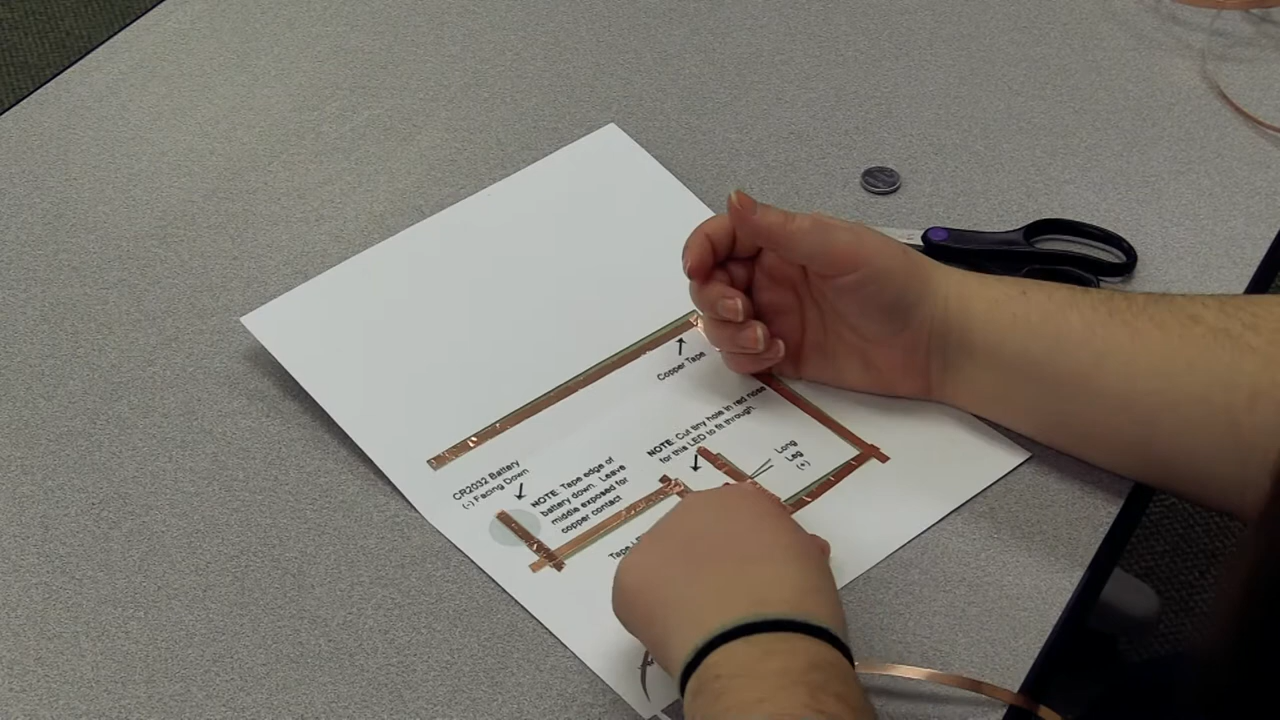 Copper Tape
NOTE: Cut tiny hole in red nose
for this LED to fit through.
Long
Leg
(+)
CR2032 Battery
(-) Facing Down
NOTE: Tape edge of
battery down. Leave
middle exposed for
copper contact
Tape